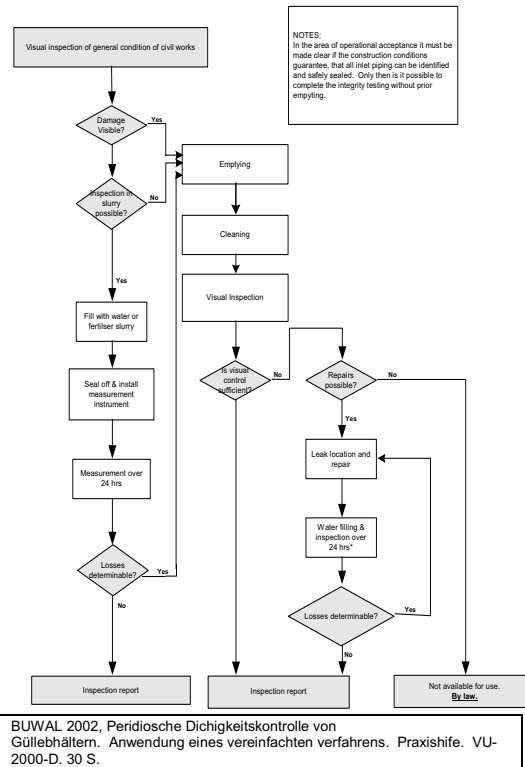 Visual inspection of general condition of civil works
NOTES:
In the area of operational acceptance it must be
made clear if the construction conditions
guarantee, that all inlet piping can be identified
and safely sealed.  Only then is it possible to
complete the integrity testing without prior
empyting.
Damage
Visible?
Yes
Emptying
Inspection in
slurry
possible?
No
Cleaning
Yes
Visual Inspection
Fill with water or
fertilser slurry
Is visual
control
sufficient?
No
Repairs
possible?
No
Seal off & install
measurement
instrument
Yes
Leak location and
repair
Measurement over
24 hrs
Water filling &
inspection over
24 hrs*
Losses
determinable?
Yes
No
Losses determinable?
Yes
No
Inspection report
Inspection report
Not available for use.
By law.
BUWAL 2002, Peridiosche Dichigkeitskontrolle von
Güllebhältern.  Anwendung eines vereinfachten verfahrens.  Praxishife.  VU-
2000-D. 30 S.